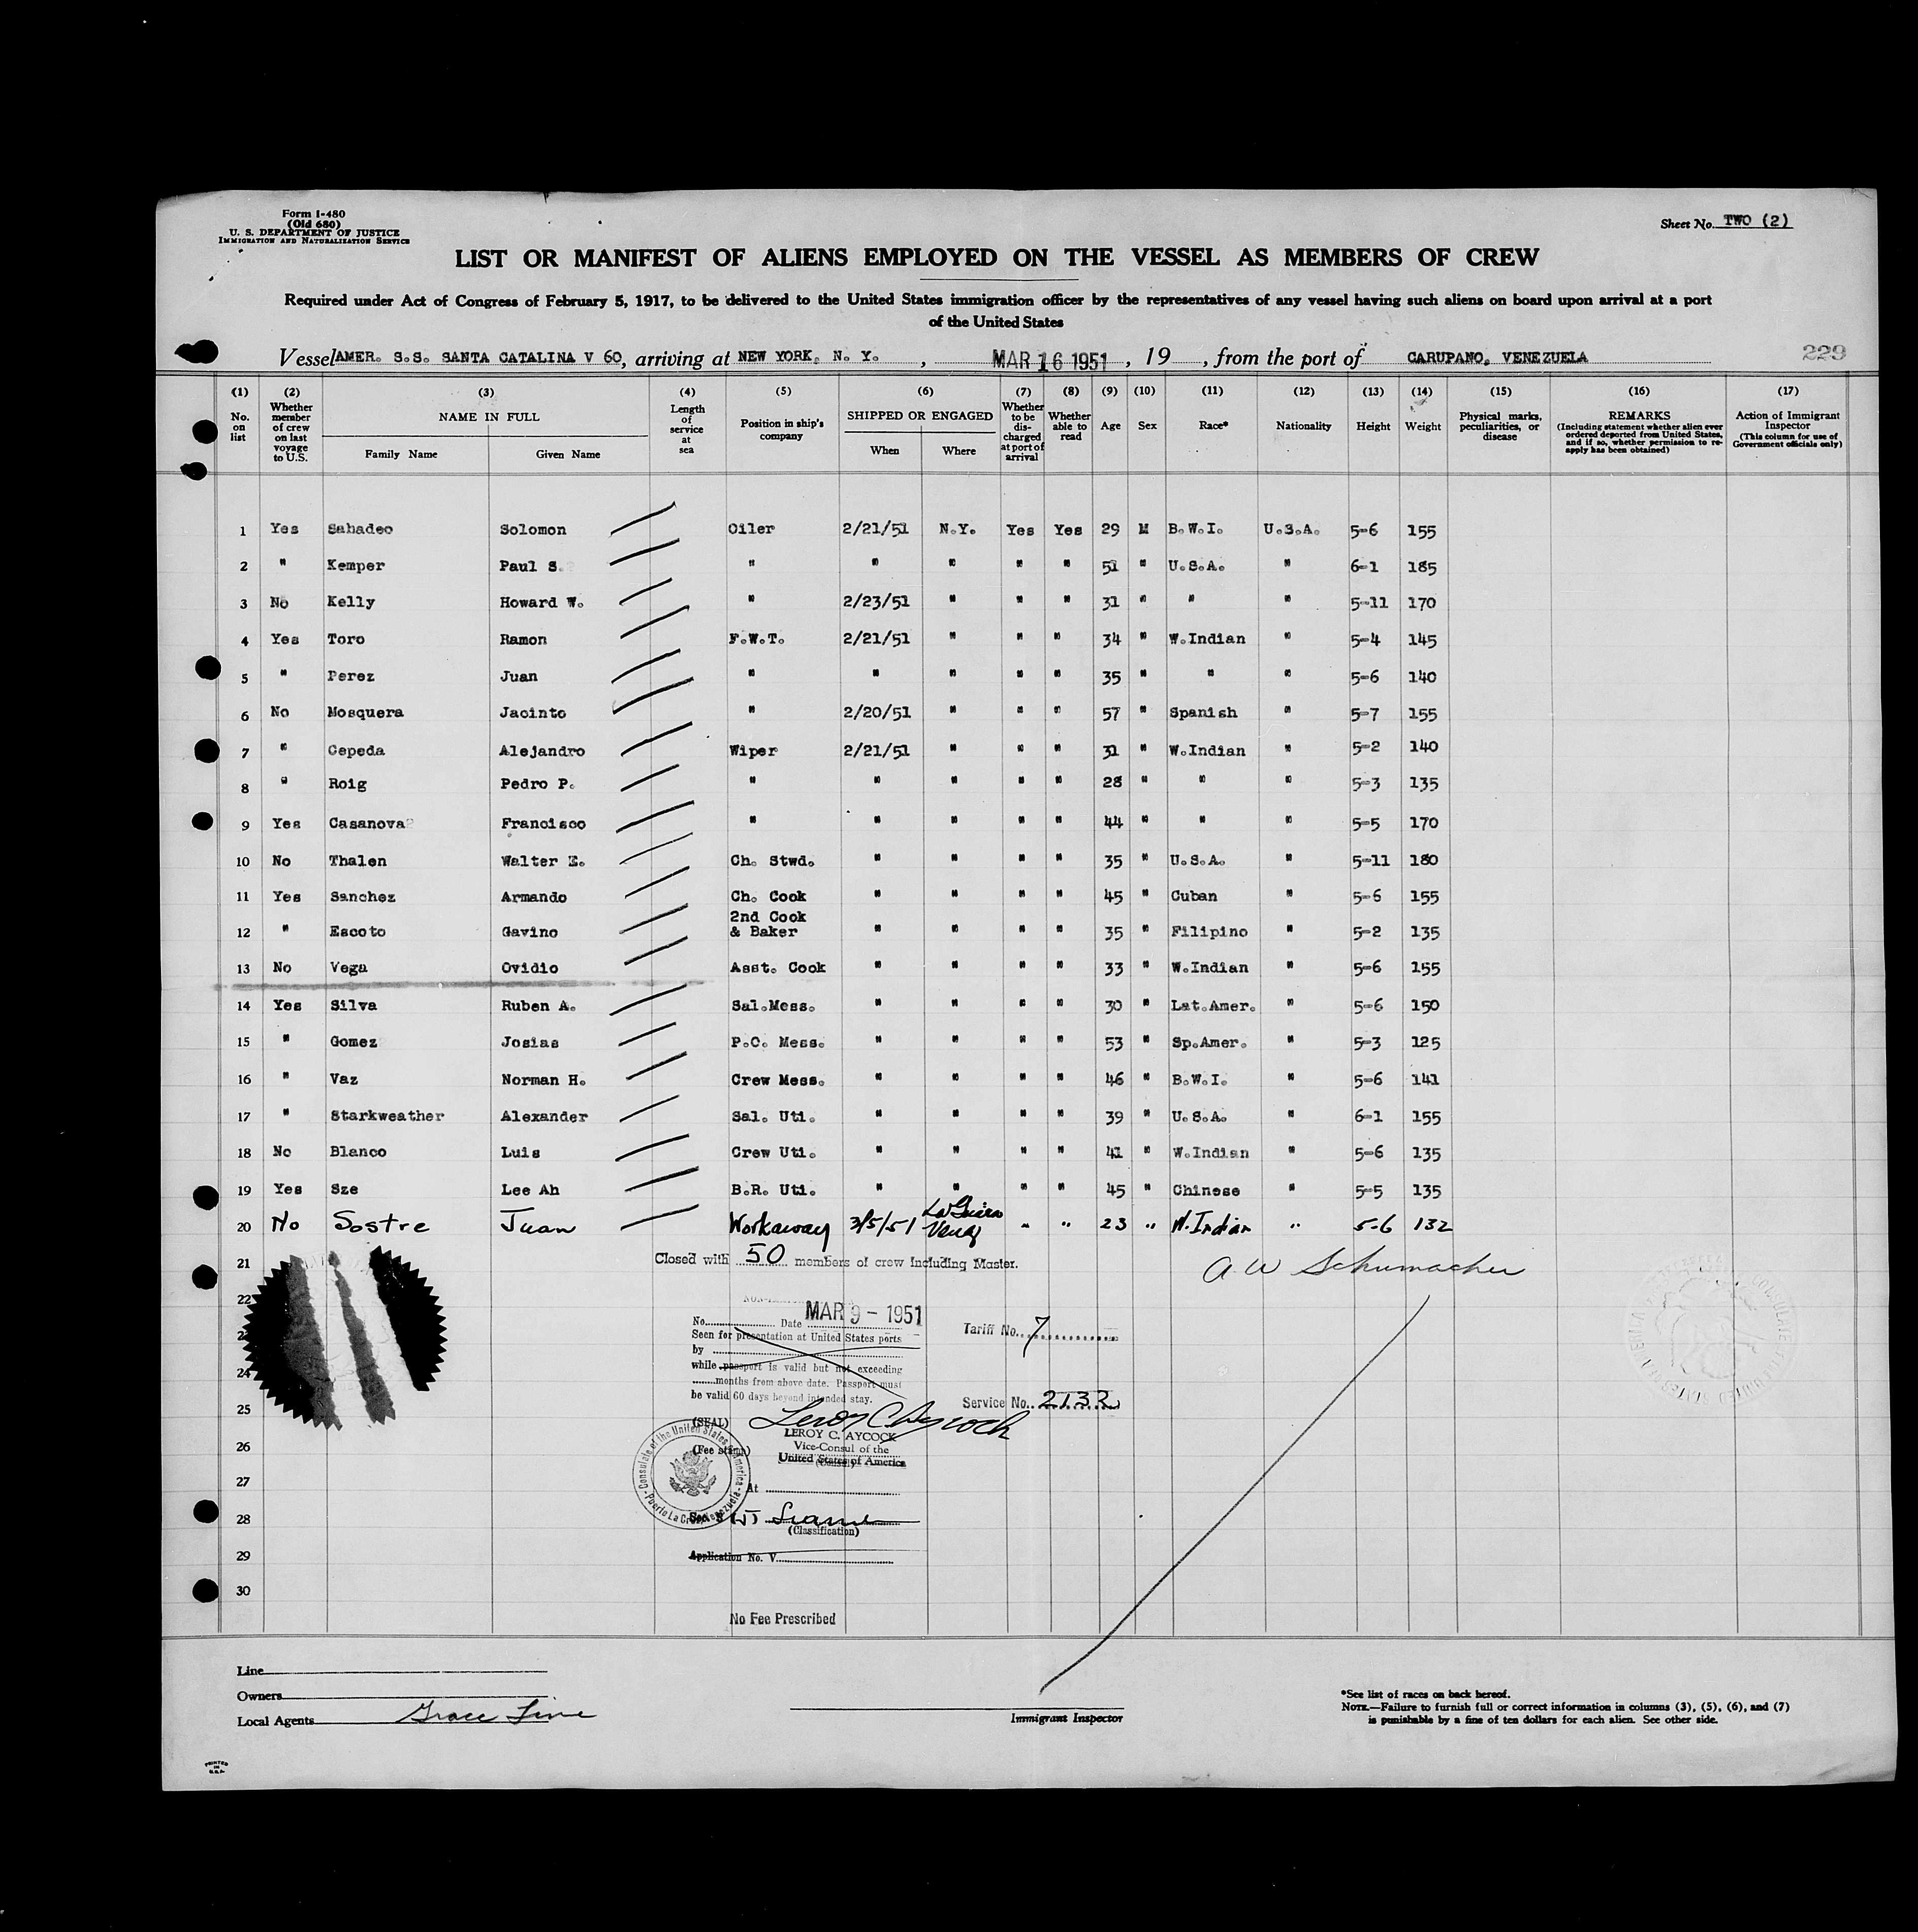 Form I-480
(Old 680)
U. S. DEPARTMENT OF JUSTICE
IMMIGRATION AND NATURALIZATION SERVICE
Sheet No. TWO (2)
LIST OR MANIFEST OF ALIENS EMPLOYED ON THE VESSEL AS MEMBERS OF CREW
Required under Act of Congress of February 5, 1917, to be delivered to the United States immigration officer by the representatives of any vessel having such aliens on board upon arrival at a port
of the United States
Vessel AMER. S.S. SANTA CATALINA V 60, arriving at NEW YORK, N. Y. , MAR 16 1951 , 19 , from the port of CARUPANO, VENEZUELA 229
(1) No. on list
(2) Whether member of crew on last voyage to U.S.
(3) NAME IN FULL
Family Name Given Name
(4) Length of service at sea
(5) Position in ship's company
(6) SHIPPED OR ENGAGED
When Where
(7) Whether to be discharged at port of arrival
(8) Whether able to read
(9) Age
(10) Sex
(11) Race*
(12) Nationality
(13) Height
(14) Weight
(15) Physical marks, peculiarities, or disease
(16) REMARKS
(Including statement whether alien ever ordered deported from United States, and if so, whether permission to reapply has been obtained)
(17) Action of Immigrant Inspector
(This column for use of Government officials only)
1 Yes Sahadeo Solomon Oiler 2/21/51 N.Y. Yes Yes 29 M B.W.I. U.S.A. 5-6 155
2 " Kemper Paul S. " " " " " 51 " U.S.A. " 6-1 185
3 No Kelly Howard W. " 2/23/51 " " " 31 " " " 5-11 170
4 Yes Toro Ramon F.W.T. 2/21/51 " " " 34 " W.Indian " 5-4 145
5 " Perez Juan " " " " " 35 " " " 5-6 140
6 No Mosquera Jacinto " 2/20/51 " " " 57 " Spanish " 5-7 155
7 " Cepeda Alejandro Wiper 2/21/51 " " " 31 " W.Indian " 5-2 140
8 " Roig Pedro P. " " " " " 28 " " " 5-3 135
9 Yes Casanova Francisco " " " " " 44 " " " 5-5 170
10 No Thalen Walter E. Ch. Stwd. " " " " 35 " U.S.A. " 5-11 180
11 Yes Sanchez Armando Ch. Cook " " " " 45 " Cuban " 5-6 155
12 " Escoto Gavino 2nd Cook & Baker " " " " 35 " Filipino " 5-2 135
13 No Vega Ovidio Asst. Cook " " " " 33 " W.Indian " 5-6 155
14 Yes Silva Ruben A. Sal.Mess. " " " " 30 " Lat.Amer. " 5-6 150
15 " Gomez Josias P.C. Mess. " " " " 53 " Sp.Amer. " 5-3 125
16 " Vaz Norman H. Crew Mess. " " " " 46 " B.W.I. " 5-6 141
17 " Starkweather Alexander Sal. Uti. " " " " 39 " U.S.A. " 6-1 155
18 No Blanco Luis Crew Uti. " " " " 41 " W.Indian " 5-6 135
19 Yes Sze Lee Ah B.R. Uti. " " " " 45 " Chinese " 5-5 135
20 No Sostre Juan Workaway 3/5/51 La Guaira Venez " " 23 " W.Indian " 5-6 132
21 Closed with 50 members of crew including Master. A W Schumacher
22
MAR 9 - 1951
No. Date
Tariff No. 7
Seen for presentation at United States ports
by
while passport is valid but not exceeding
24
months from above date. Passport must
be valid 60 days beyond intended stay.
Service No. 2132
25
(SEAL) Leroy C Aycock
LEROY C. AYCOCK
26
(Fee stamp)
Vice-Consul of the
United States of America
Consulate of the United States of America
Puerto La Cruz, Venezuela
27
At
28
(Classification)
29
Application No. V
30
No Fee Prescribed
Line
Owners
Local Agents Grace Line
Immigrant Inspector
*See list of races on back hereof.
NOTE.—Failure to furnish full or correct information in columns (3), (5), (6), and (7)
is punishable by a fine of ten dollars for each alien. See other side.
PRINTED
IN
U.S.A.